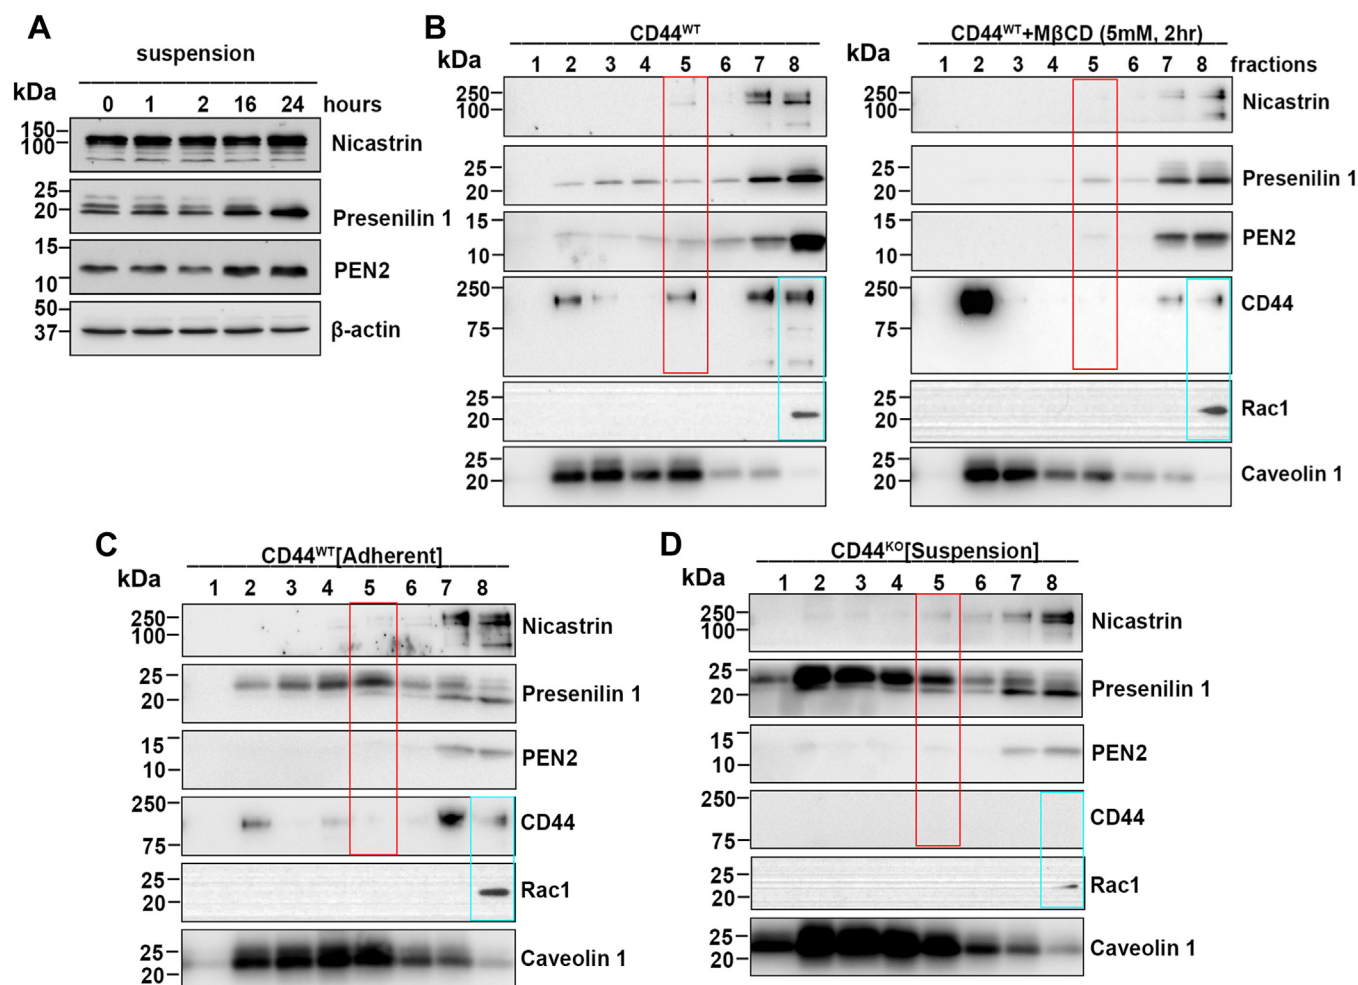 A
suspension
kDa
0 1 2 16 24 hours
150
100
Nicastrin
25
20
Presenilin 1
15
10
PEN2
50
37
β-actin
B
CD44WT
kDa
1 2 3 4 5 6 7 8
250
100
25
20
15
10
250
75
25
20
25
20
CD44WT+MβCD (5mM, 2hr)
kDa
1 2 3 4 5 6 7 8 fractions
250
100
Nicastrin
25
20
Presenilin 1
15
10
PEN2
250
75
CD44
25
20
Rac1
25
20
Caveolin 1
C
CD44WT[Adherent]
kDa
1 2 3 4 5 6 7 8
250
100
Nicastrin
25
20
Presenilin 1
15
10
PEN2
250
75
CD44
25
20
Rac1
25
20
Caveolin 1
D
CD44KO[Suspension]
kDa
1 2 3 4 5 6 7 8
250
100
Nicastrin
25
20
Presenilin 1
15
10
PEN2
250
75
CD44
25
20
Rac1
25
20
Caveolin 1